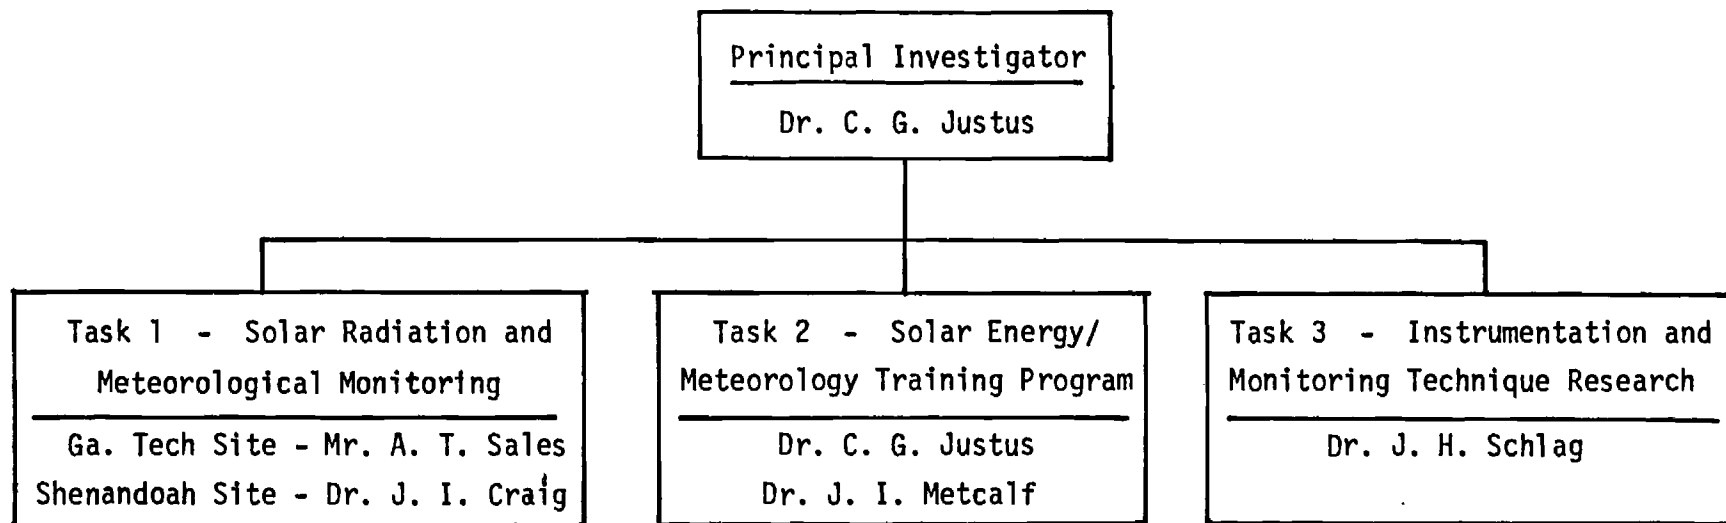 Principal Investigator
Dr. C. G. Justus
Task 1 - Solar Radiation and
Meteorological Monitoring
Ga. Tech Site - Mr. A. T. Sales
Shenandoah Site - Dr. J. I. Craig
Task 2 - Solar Energy/
Meteorology Training Program
Dr. C. G. Justus
Dr. J. I. Metcalf
Task 3 - Instrumentation and
Monitoring Technique Research
Dr. J. H. Schlag